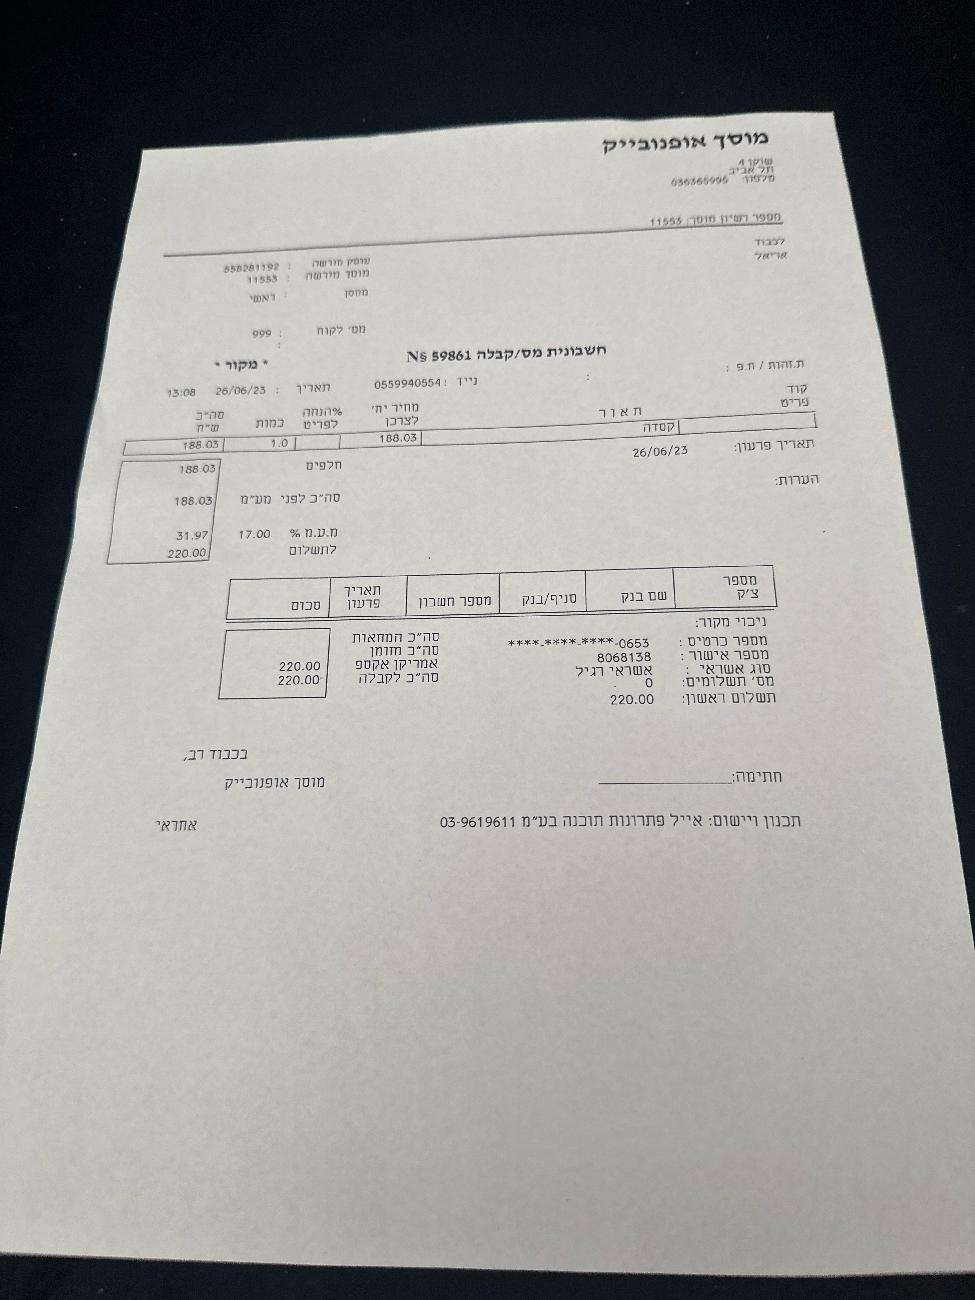 מוסך אופנובייק
שוקן 4
תל אביב
טלפון: 036365996
מספר רשיון מוסך: 11553
לכבוד
אריאל
עוסק מורשה : 558281192
מוסך מורשה : 11553
מחסן : ראשי
מס' לקוח : 999
:
חשבונית מס/קבלה № 59861 * מקור *
ת.זהות / ח.פ : : נייד : 0559940554 תאריך : 26/06/23 13:08
קוד פריט תאור מחיר יח' לצרכן %הנחה לפריט כמות סה"כ ש"ח
קסדה 188.03 1.0 188.03
תאריך פרעון: 26/06/23
חלפים 188.03
הערות:
סה"כ לפני מע"מ 188.03
מ.ע.מ % 17.00 31.97
לתשלום 220.00
מספר צ'ק שם בנק סניף/בנק מספר חשבון תאריך פרעון סכום
ניכוי מקור:
מספר כרטיס : ****-****-****-0653 סה"כ המחאות
מספר אישור : 8068138 סה"כ מזומן
סוג אשראי : אשראי רגיל אמריקן אקספ 220.00
מס' תשלומים: 0 סה"כ לקבלה 220.00
תשלום ראשון: 220.00
בכבוד רב,
חתימה:______________ מוסך אופנובייק
תכנון ויישום: אייל פתרונות תוכנה בע"מ 03-9619611 אחראי